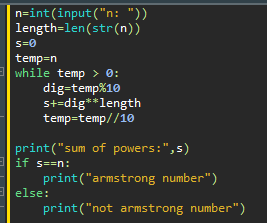 n=int(input("n: "))
length=len(str(n))
s=0
temp=n
while temp > 0:
    dig=temp%10
    s+=dig**length
    temp=temp//10

print("sum of powers:",s)
if s==n:
    print("armstrong number")
else:
    print("not armstrong number")